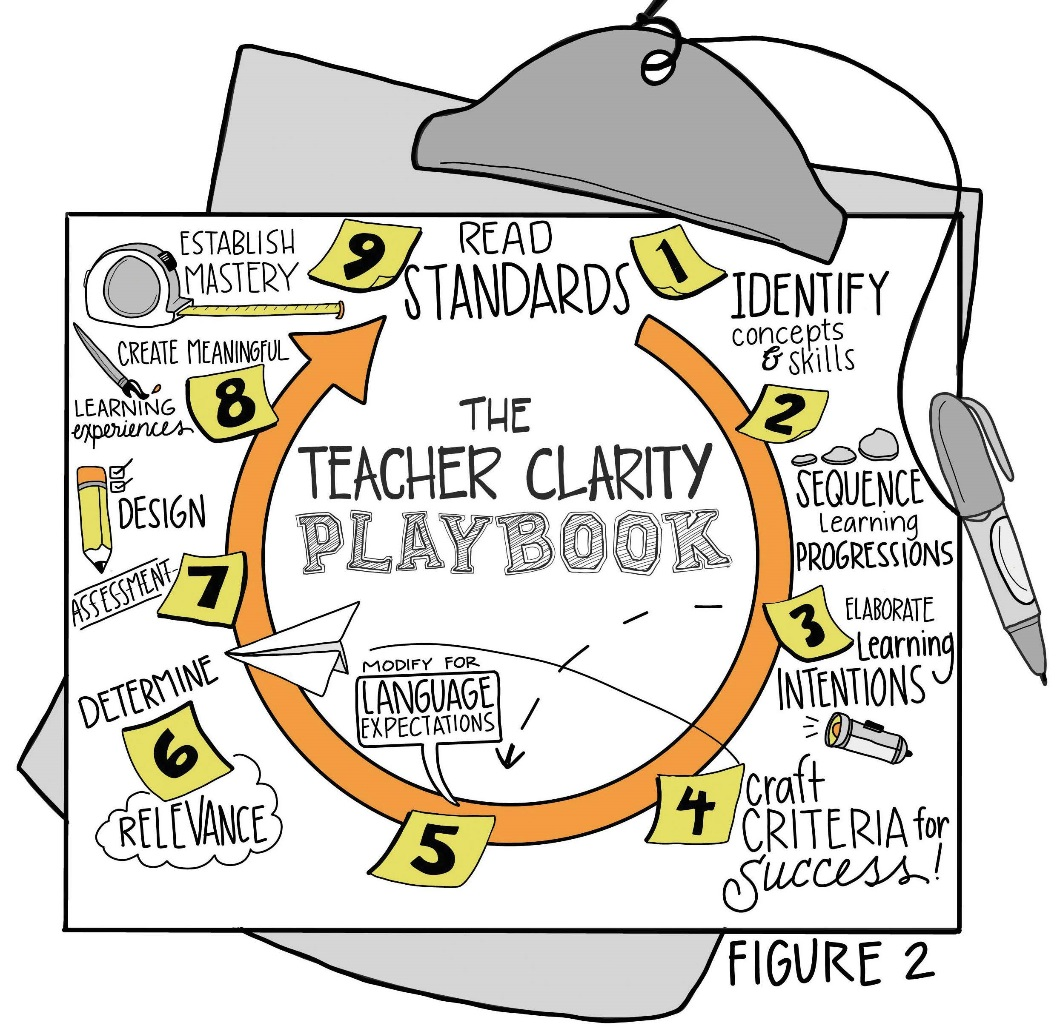 READ
STANDARDS
1
IDENTIFY
concepts
& skills
2
SEQUENCE
Learning
PROGRESSIONS
3
ELABORATE
Learning
INTENTIONS
4
craft
CRITERIA for
Success!
5
MODIFY FOR
LANGUAGE
EXPECTATIONS
DETERMINE
6
RELEVANCE
DESIGN
7
ASSESSMENT
CREATE MEANINGFUL
8
LEARNING
experiences
9
ESTABLISH
MASTERY
THE
TEACHER CLARITY
PLAYBOOK
FIGURE 2